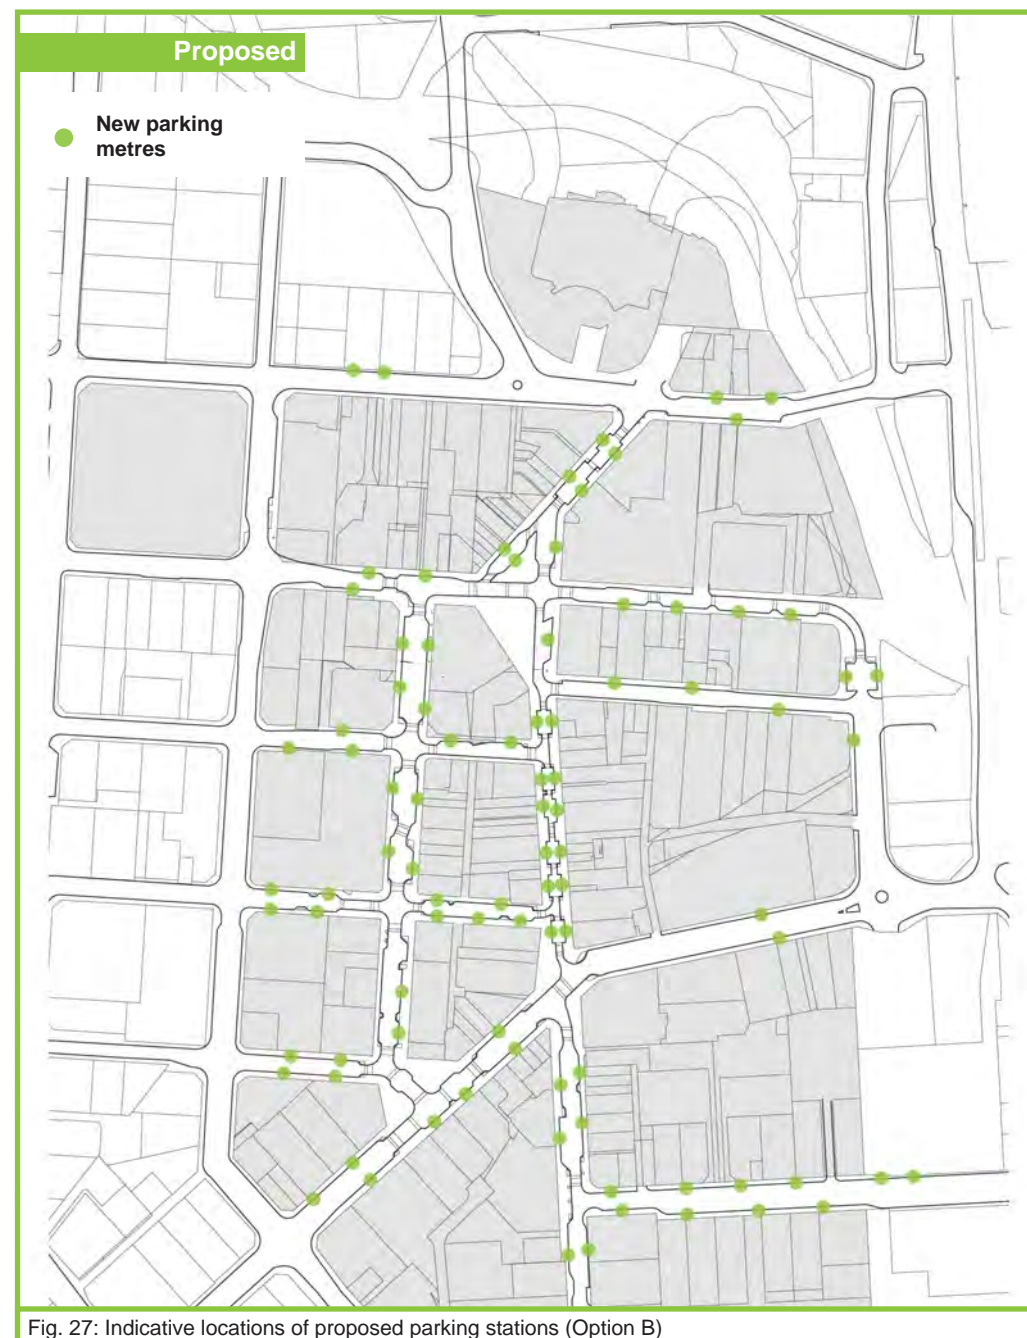 Proposed
New parking
metres
Fig. 27: Indicative locations of proposed parking stations (Option B)